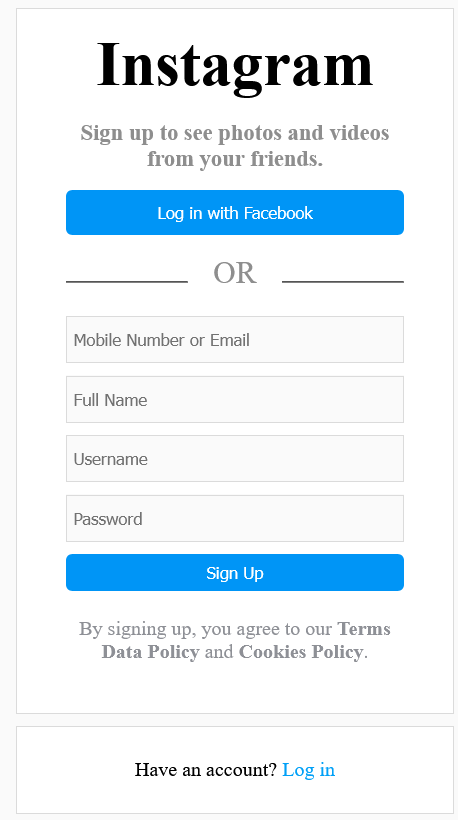 Instagram
Sign up to see photos and videos
from your friends.
Log in with Facebook
OR
Mobile Number or Email
Full Name
Username
Password
Sign Up
By signing up, you agree to our Terms
Data Policy and Cookies Policy.
Have an account? Log in